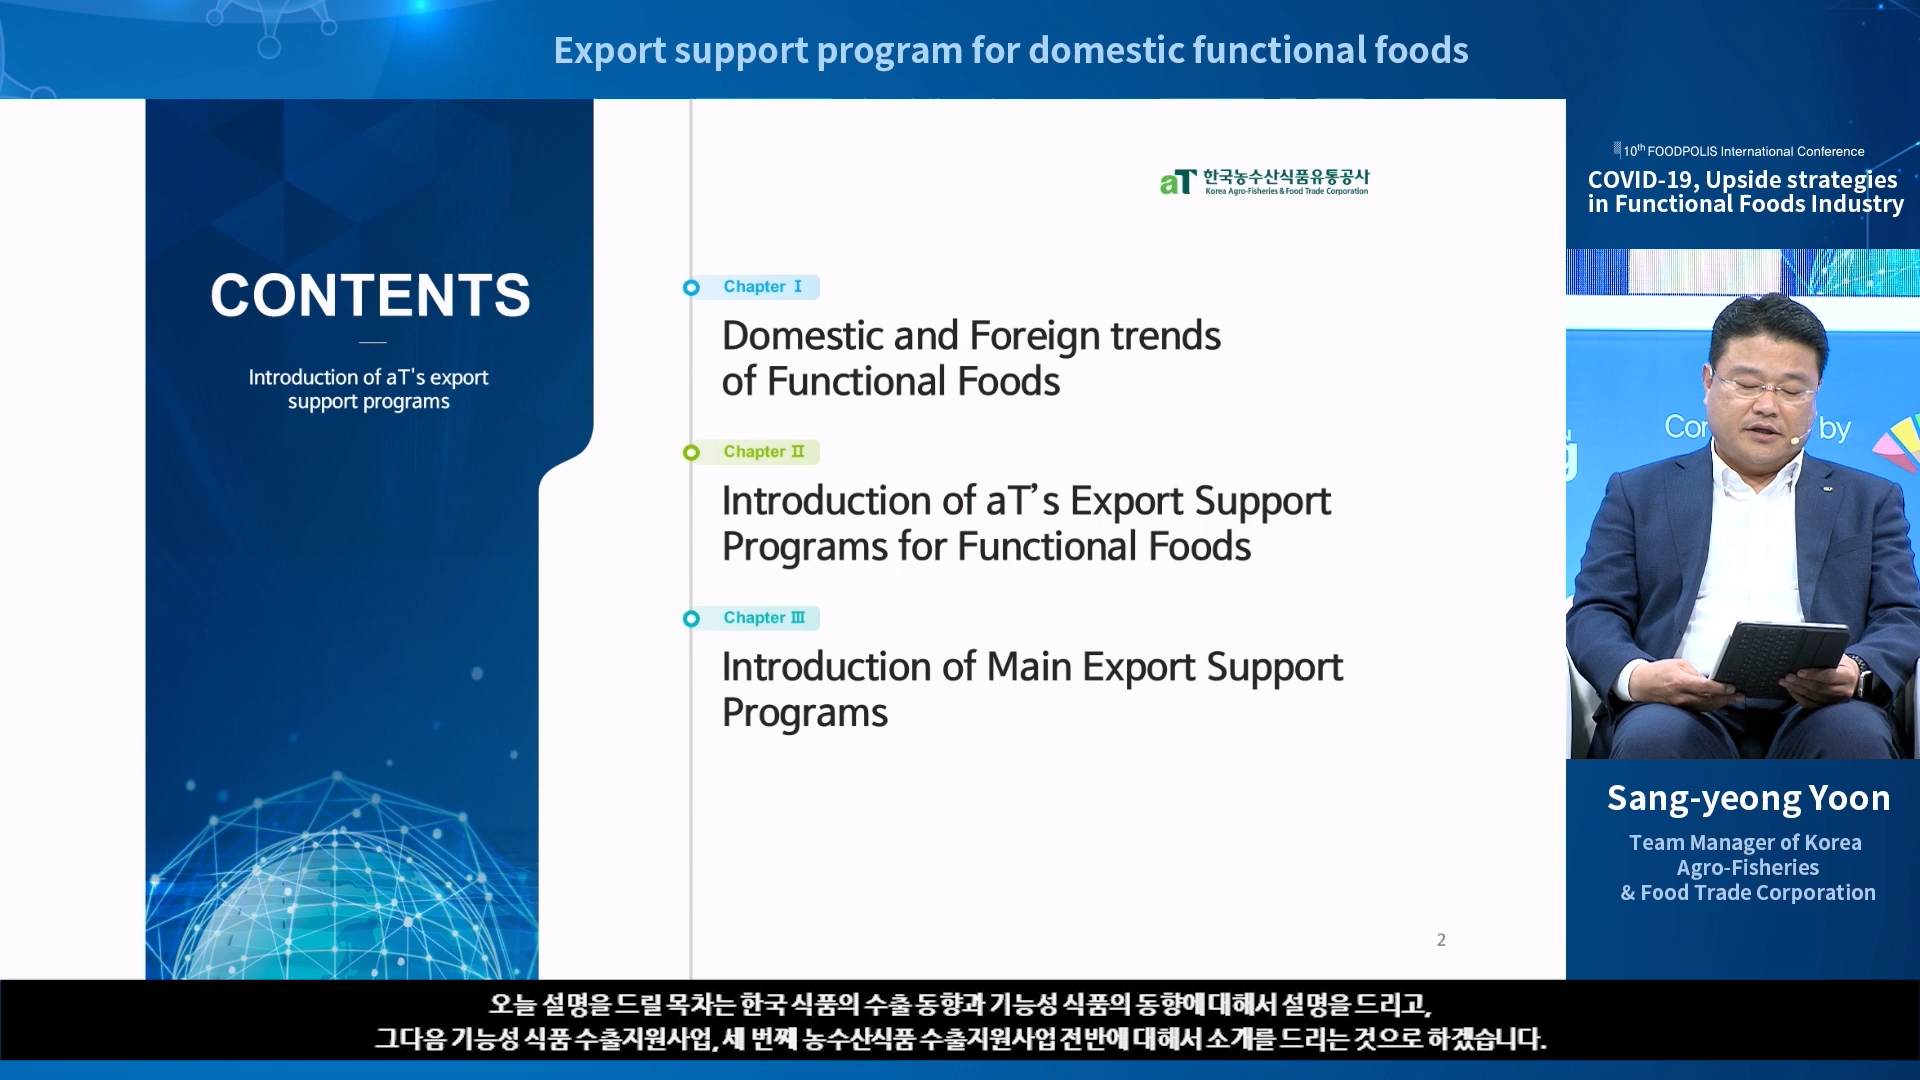 Export support program for domestic functional foods
10th FOODPOLIS International Conference
COVID-19, Upside strategies
in Functional Foods Industry
aT 한국농수산식품유통공사
Korea Agro-Fisheries & Food Trade Corporation
CONTENTS
Introduction of aT's export
support programs
Chapter Ⅰ
Domestic and Foreign trends
of Functional Foods
Chapter Ⅱ
Introduction of aT’s Export Support
Programs for Functional Foods
Chapter Ⅲ
Introduction of Main Export Support
Programs
2
by
Sang-yeong Yoon
Team Manager of Korea
Agro-Fisheries
& Food Trade Corporation
오늘 설명을 드릴 목차는 한국 식품의 수출 동향과 기능성 식품의 동향에 대해서 설명을 드리고,
그다음 기능성 식품 수출지원사업, 세 번째 농수산식품 수출지원사업 전반에 대해서 소개를 드리는 것으로 하겠습니다.